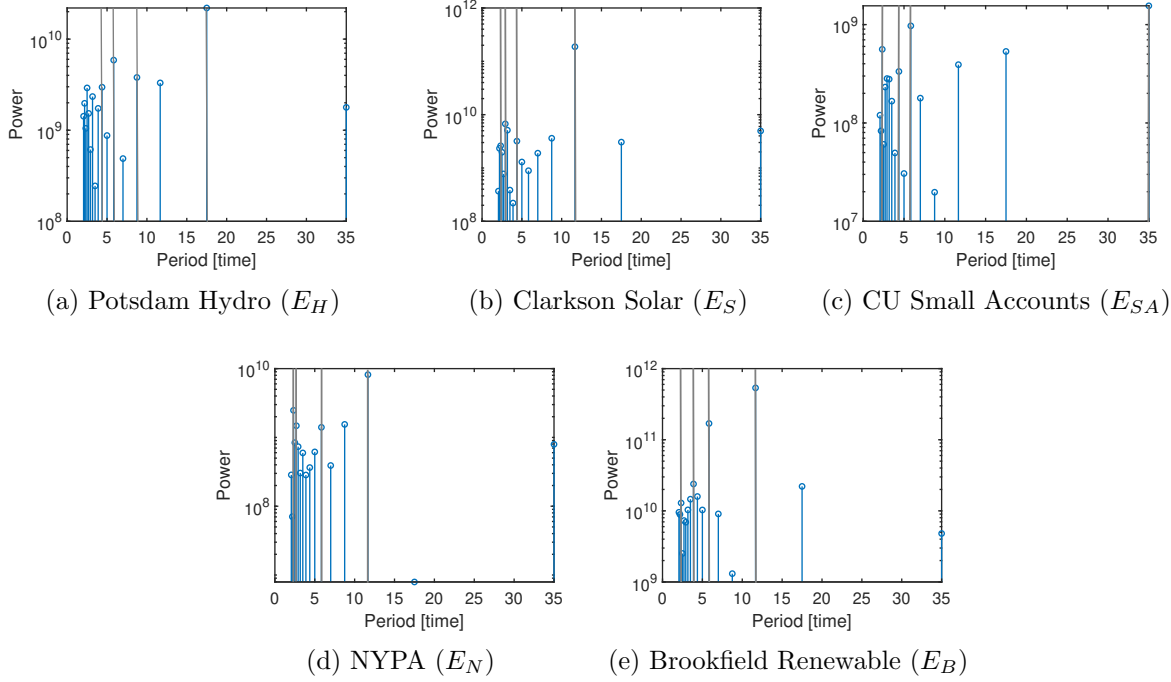 10^10
10^9
10^8
Power
0 5 10 15 20 25 30 35
Period [time]
(a) Potsdam Hydro (E_H)
10^12
10^10
10^8
Power
0 5 10 15 20 25 30 35
Period [time]
(b) Clarkson Solar (E_S)
10^9
10^8
10^7
Power
0 5 10 15 20 25 30 35
Period [time]
(c) CU Small Accounts (E_SA)
10^10
10^8
Power
0 5 10 15 20 25 30 35
Period [time]
(d) NYPA (E_N)
10^12
10^11
10^10
10^9
Power
0 5 10 15 20 25 30 35
Period [time]
(e) Brookfield Renewable (E_B)